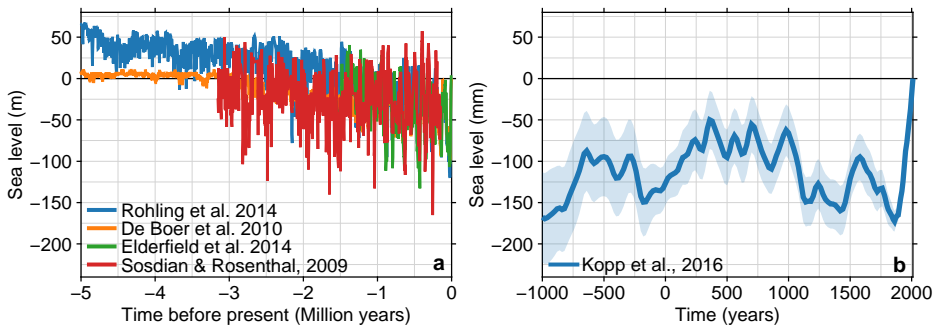 50
0
−50
−100
−150
−200
Sea level (m)
Rohling et al. 2014
De Boer et al. 2010
Elderfield et al. 2014
Sosdian & Rosenthal, 2009
a
−5 −4 −3 −2 −1 0
Time before present (Million years)
50
0
−50
−100
−150
−200
Sea level (mm)
Kopp et al., 2016
b
−1000 −500 0 500 1000 1500 2000
Time (years)